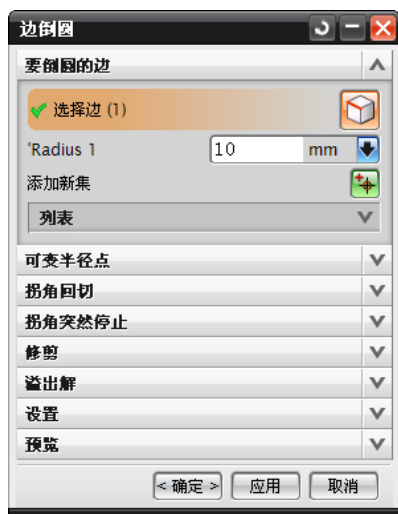 边倒圆
要倒圆的边
选择边 (1)
'Radius 1 10 mm
添加新集
列表
可变半径点
拐角回切
拐角突然停止
修剪
溢出解
设置
预览
< 确定 > 应用 取消